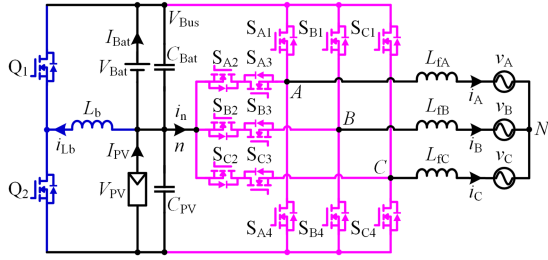 V_Bus S_A1 S_B1 S_C1
Q_1 I_Bat V_Bat C_Bat S_A2 S_A3 L_fA v_A
A i_A
L_b i_n S_B2 S_B3 B L_fB v_B N
i_Lb n i_B
I_PV S_C2 S_C3 C L_fC v_C
Q_2 V_PV C_PV i_C
S_A4 S_B4 S_C4